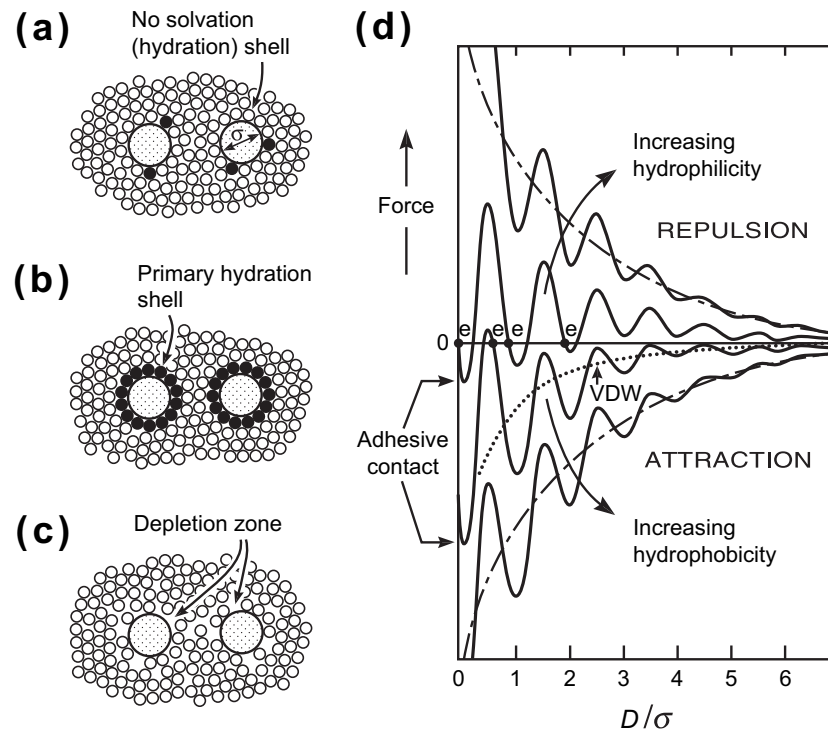 (a)
No solvation
(hydration) shell
σ
(b)
Primary hydration
shell
(c)
Depletion zone
(d)
Force
Increasing
hydrophilicity
REPULSION
0
e e e e
VDW
Adhesive
contact
ATTRACTION
Increasing
hydrophobicity
0 1 2 3 4 5 6
D/σ